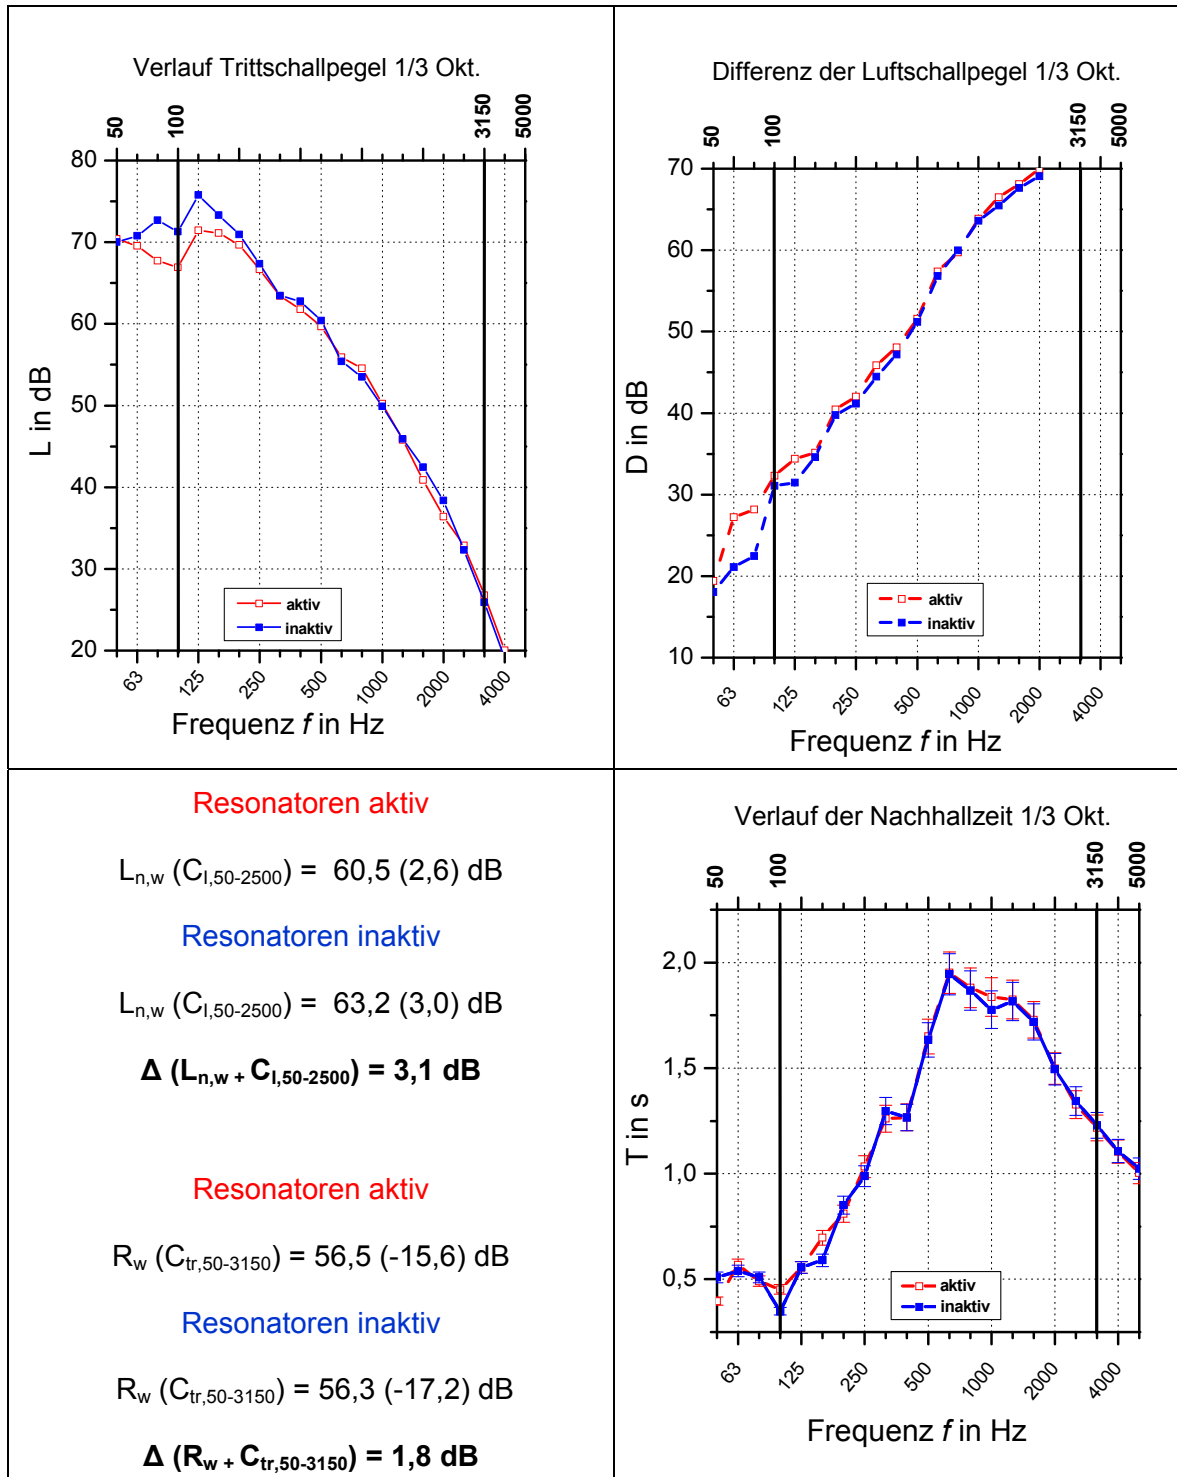 Verlauf Trittschallpegel 1/3 Okt.
50 100 3150 5000
80
70
60
50
40
30
20
L in dB
aktiv
inaktiv
63 125 250 500 1000 2000 4000
Frequenz f in Hz
Differenz der Luftschallpegel 1/3 Okt.
50 100 3150 5000
70
60
50
40
30
20
10
D in dB
aktiv
inaktiv
63 125 250 500 1000 2000 4000
Frequenz f in Hz
Resonatoren aktiv
Ln,w (CI,50-2500) = 60,5 (2,6) dB
Resonatoren inaktiv
Ln,w (CI,50-2500) = 63,2 (3,0) dB
Δ (Ln,w + CI,50-2500) = 3,1 dB
Resonatoren aktiv
Rw (Ctr,50-3150) = 56,5 (-15,6) dB
Resonatoren inaktiv
Rw (Ctr,50-3150) = 56,3 (-17,2) dB
Δ (Rw + Ctr,50-3150) = 1,8 dB
Verlauf der Nachhallzeit 1/3 Okt.
50 100 3150 5000
2,0
1,5
1,0
0,5
T in s
aktiv
inaktiv
63 125 250 500 1000 2000 4000
Frequenz f in Hz